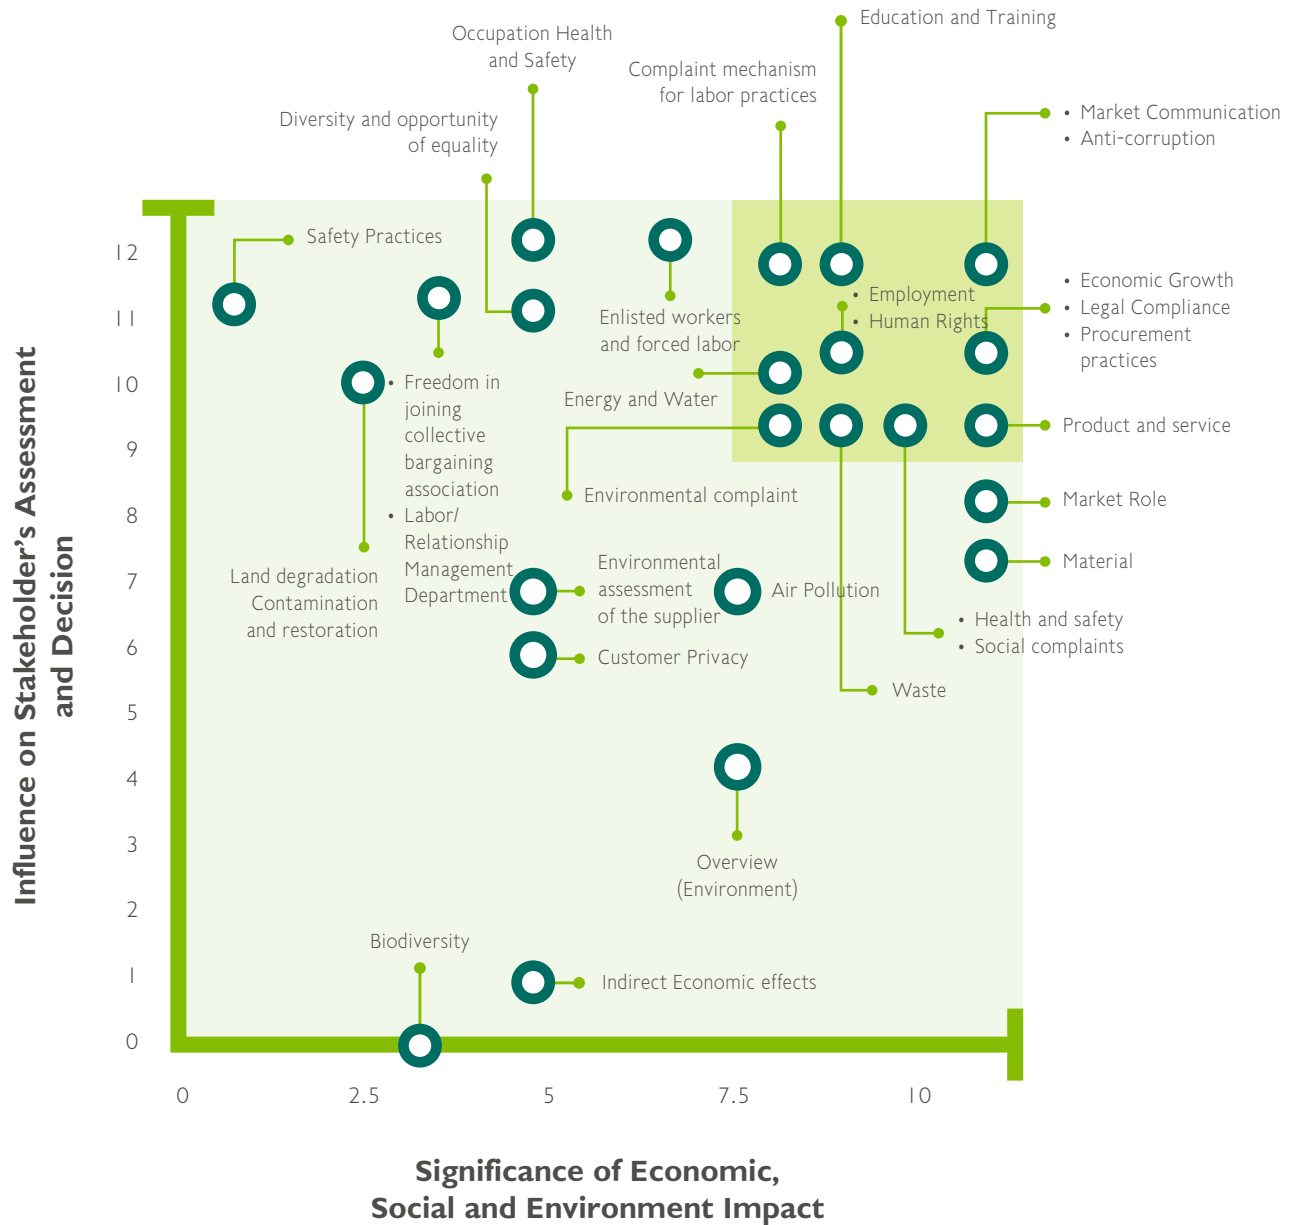 Education and Training
Occupation Health
and Safety
Complaint mechanism
for labor practices
• Market Communication
• Anti-corruption
Diversity and opportunity
of equality
Safety Practices
• Economic Growth
• Legal Compliance
• Procurement
practices
• Employment
• Human Rights
Enlisted workers
and forced labor
Energy and Water
• Freedom in
joining
collective
bargaining
association
• Labor/
Relationship
Management
Department
Product and service
Environmental complaint
Market Role
Material
Land degradation
Contamination
and restoration
Environmental
assessment
of the supplier
Air Pollution
• Health and safety
• Social complaints
Customer Privacy
Waste
Overview
(Environment)
Biodiversity
Indirect Economic effects
12
11
10
9
8
7
6
5
4
3
2
1
0
0
2.5
5
7.5
10
Influence on Stakeholder's Assessment
and Decision
Significance of Economic,
Social and Environment Impact